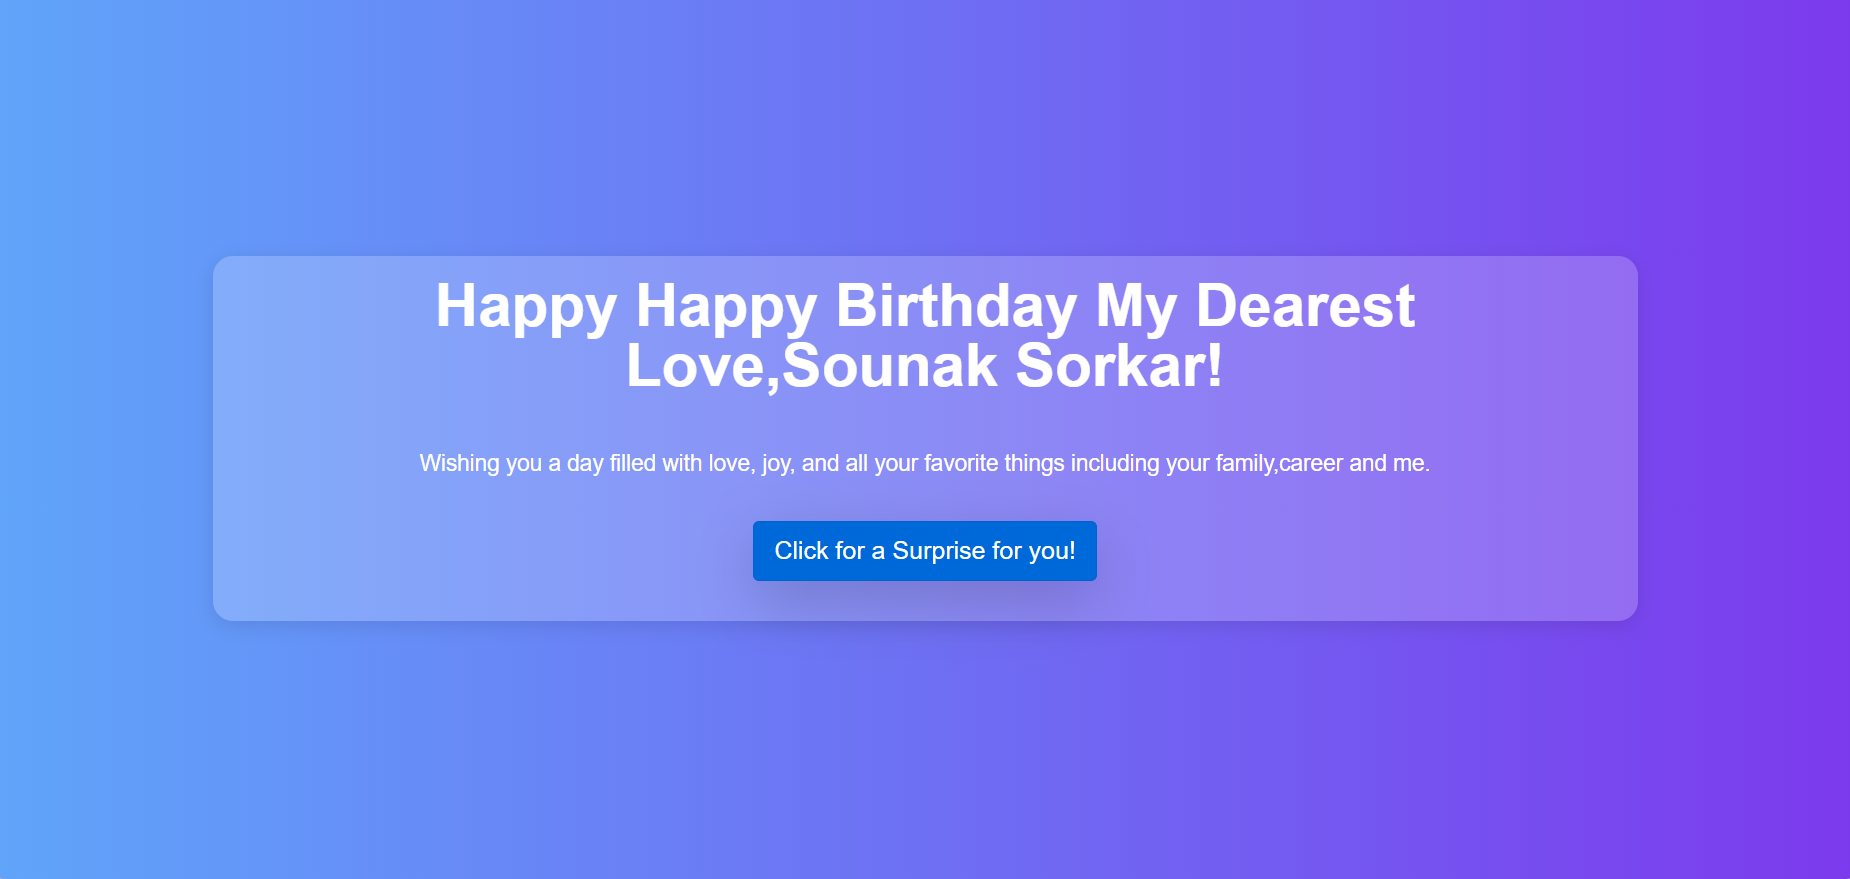 Happy Happy Birthday My Dearest
Love,Sounak Sorkar!
Wishing you a day filled with love, joy, and all your favorite things including your family,career and me.
Click for a Surprise for you!